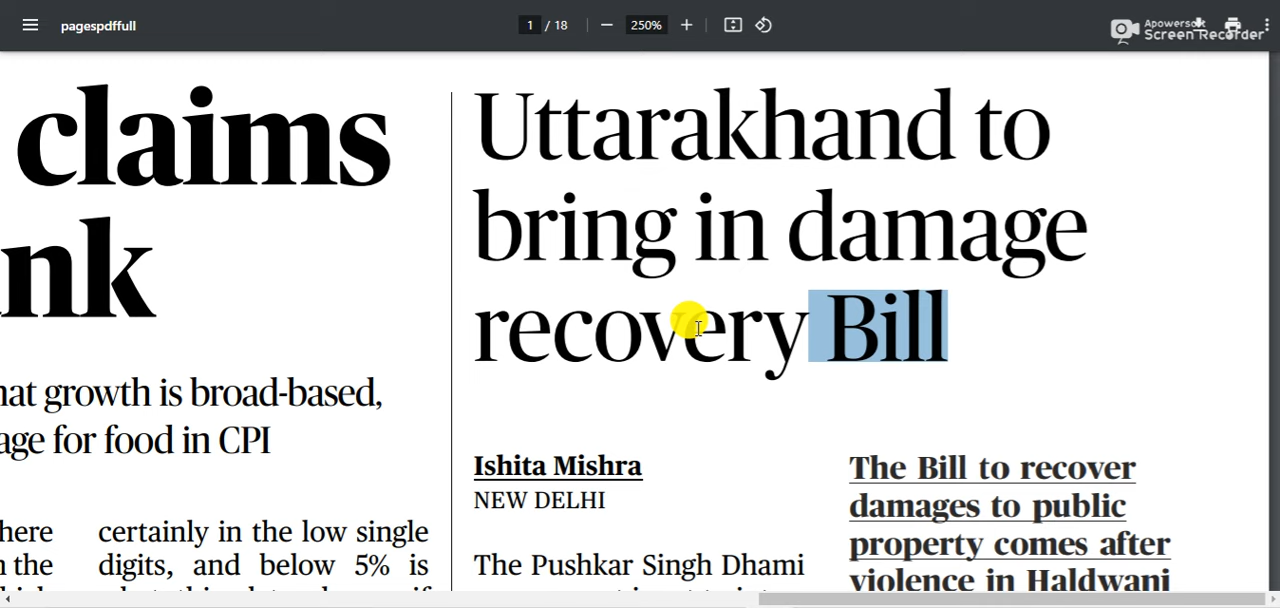 pagespdffull
1 / 18
250%
Apowersoft
Screen Recorder
claims
nk
hat growth is broad-based,
age for food in CPI
here
n the
certainly in the low single
digits, and below 5% is
Uttarakhand to
bring in damage
recovery Bill
Ishita Mishra
NEW DELHI
The Pushkar Singh Dhami
The Bill to recover
damages to public
property comes after
violence in Haldwani